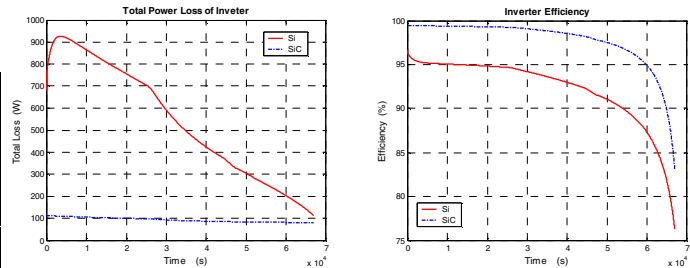 Total Power Loss of Inveter
1000
900
800
700
600
500
400
300
200
100
0
Total Loss (W)
Si
SiC
0 1 2 3 4 5 6 7
Time (s)
x 10^4
Inverter Efficiency
100
95
90
85
80
75
Efficiency (%)
Si
SiC
0 1 2 3 4 5 6 7
Time (s)
x 10^4